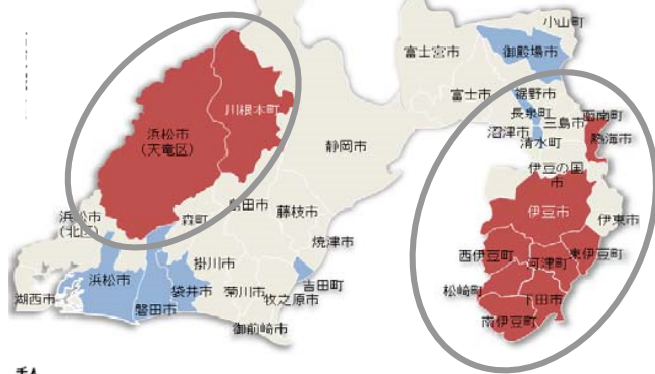 小山町
富士宮市
御殿場市
富士市
裾野市
長泉町
三島市
函南町
沼津市
清水町
熱海市
川根本町
浜松市
(天竜区)
静岡市
伊豆の国
市
伊豆市
伊東市
浜松市
(北区)
森町
島田市
藤枝市
焼津市
西伊豆町
河津町
東伊豆町
浜松市
掛川市
袋井市
菊川市
吉田町
牧之原市
松崎町
下田市
湖西市
磐田市
御前崎市
南伊豆町
千人